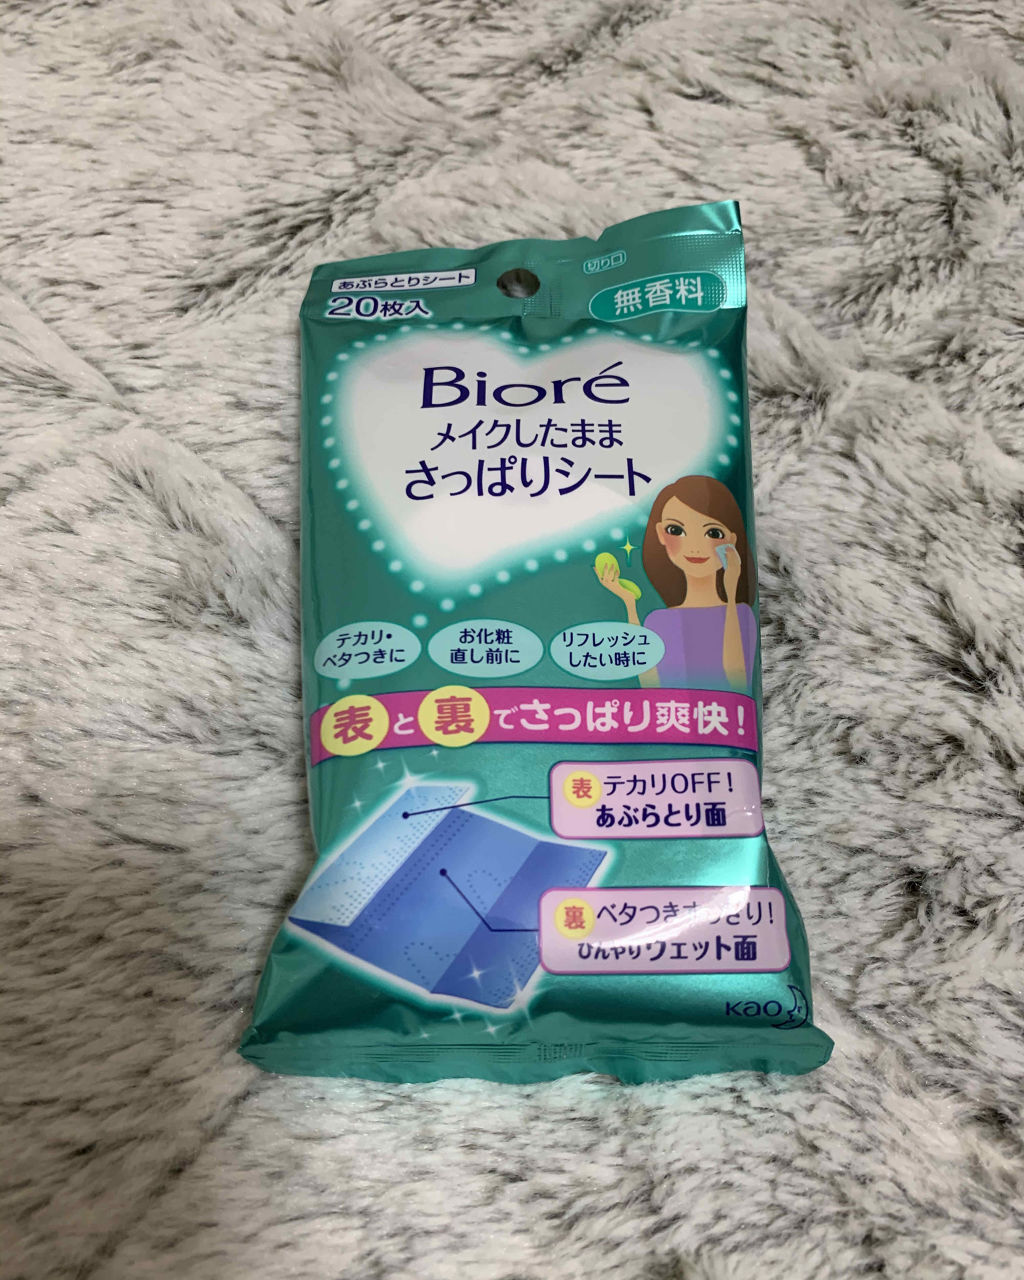 あぶらとりシート
20枚入
切り口
無香料
Bioré
メイクしたまま
さっぱりシート
テカリ・
ベタつきに
お化粧
直し前に
リフレッシュ
したい時に
表と裏でさっぱり爽快!
表 テカリOFF!
あぶらとり面
裏 ベタつきすっきり!
ひんやりウェット面
Kao